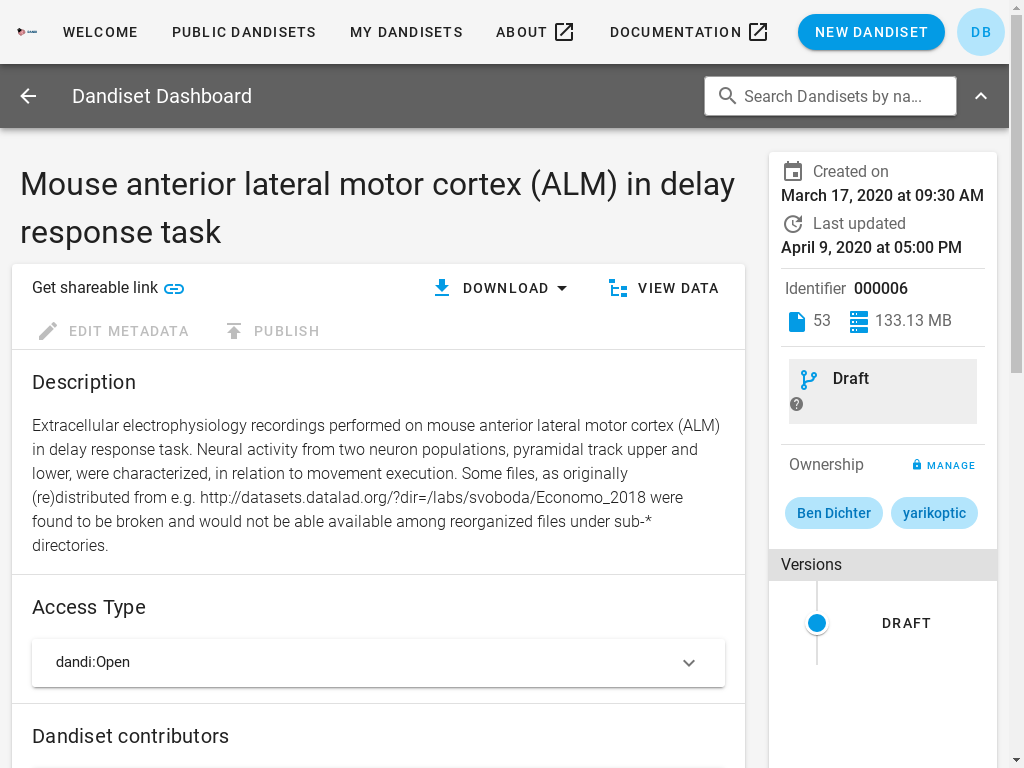 WELCOME PUBLIC DANDISETS MY DANDISETS ABOUT DOCUMENTATION NEW DANDISET DB
Dandiset Dashboard Search Dandisets by na...
Mouse anterior lateral motor cortex (ALM) in delay
response task
Get shareable link DOWNLOAD VIEW DATA
EDIT METADATA PUBLISH
Description
Extracellular electrophysiology recordings performed on mouse anterior lateral motor cortex (ALM)
in delay response task. Neural activity from two neuron populations, pyramidal track upper and
lower, were characterized, in relation to movement execution. Some files, as originally
(re)distributed from e.g. http://datasets.datalad.org/?dir=/labs/svoboda/Economo_2018 were
found to be broken and would not be able available among reorganized files under sub-*
directories.
Access Type
dandi:Open
Dandiset contributors
Created on
March 17, 2020 at 09:30 AM
Last updated
April 9, 2020 at 05:00 PM
Identifier 000006
53 133.13 MB
Draft
Ownership MANAGE
Ben Dichter yarikoptic
Versions
DRAFT